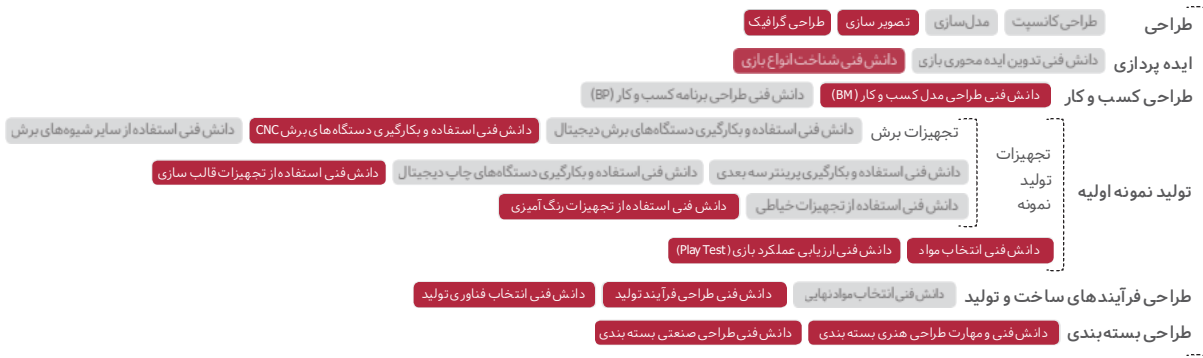 طراحی طراحی کانسپت مدل‌سازی تصویر سازی طراحی گرافیک
ایده پردازی دانش فنی تدوین ایده محوری بازی دانش فنی شناخت انواع بازی
طراحی کسب و کار دانش فنی طراحی مدل کسب و کار (BM) دانش فنی طراحی برنامه کسب و کار (BP)
تولید نمونه اولیه
تجهیزات
تولید
نمونه
تجهیزات برش دانش فنی استفاده و بکارگیری دستگاه‌های برش دیجیتال دانش فنی استفاده و بکارگیری دستگاه های برش CNC دانش فنی استفاده از سایر شیوه‌های برش
دانش فنی استفاده و بکارگیری پرینتر سه بعدی دانش فنی استفاده و بکارگیری دستگاه‌های چاپ دیجیتال دانش فنی استفاده از تجهیزات قالب سازی
دانش فنی استفاده از تجهیزات خیاطی دانش فنی استفاده از تجهیزات رنگ آمیزی
دانش فنی انتخاب مواد دانش فنی ارزیابی عملکرد بازی (Play Test)
طراحی فرآیندهای ساخت و تولید دانش فنی انتخاب مواد نهایی دانش فنی طراحی فرآیند تولید دانش فنی انتخاب فناوری تولید
طراحی بسته‌بندی دانش فنی و مهارت طراحی هنری بسته بندی دانش فنی طراحی صنعتی بسته بندی